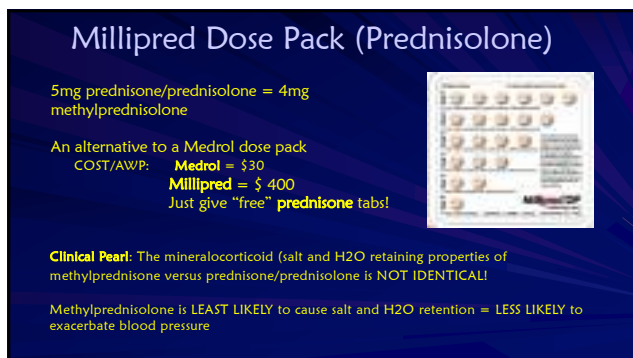 Millipred Dose Pack (Prednisolone)
5mg prednisone/prednisolone = 4mg
methylprednisolone
An alternative to a Medrol dose pack
COST/AWP: Medrol = $30
Millipred = $ 400
Just give “free” prednisone tabs!
Clinical Pearl: The mineralocorticoid (salt and H2O retaining properties of
methylprednisone versus prednisone/prednisolone is NOT IDENTICAL!
Methylprednisolone is LEAST LIKELY to cause salt and H2O retention = LESS LIKELY to
exacerbate blood pressure